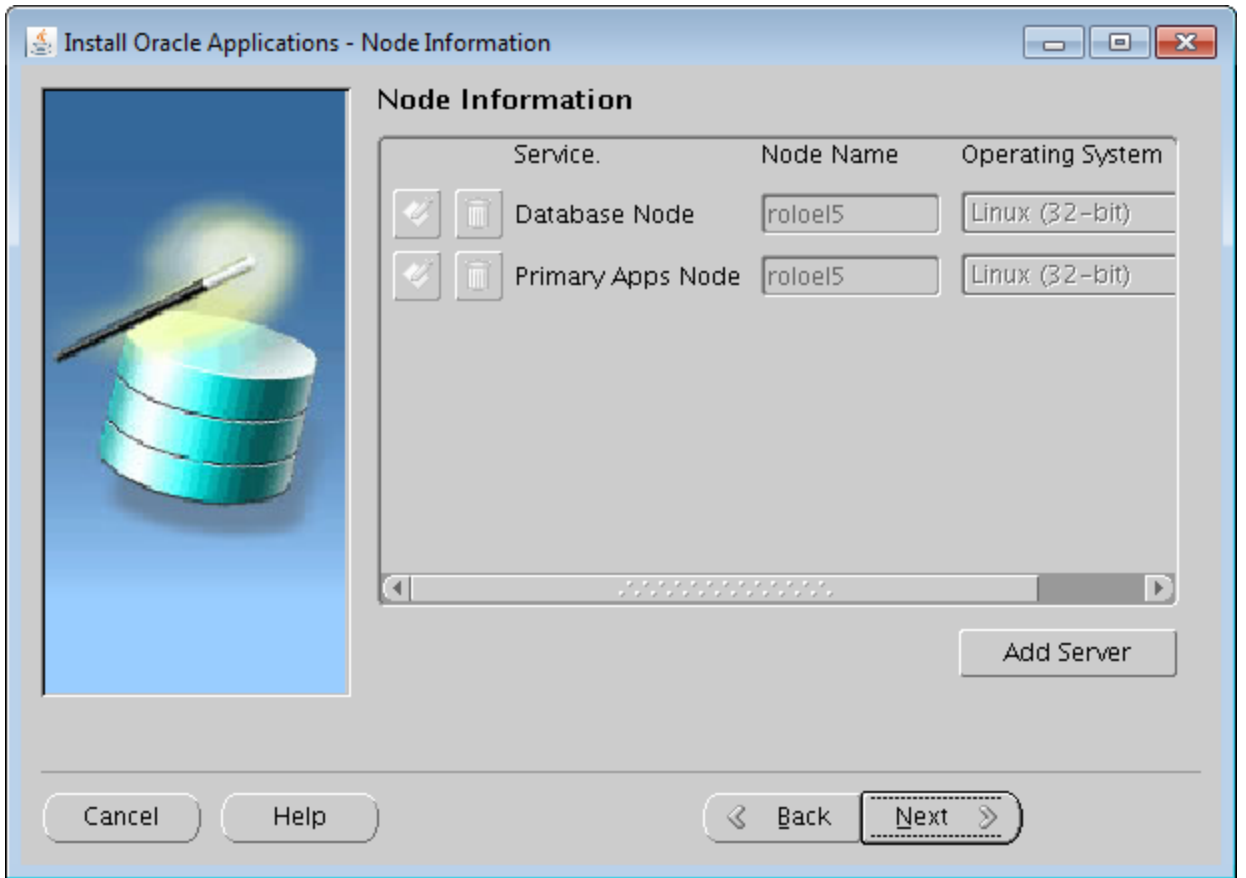 Install Oracle Applications - Node Information
Node Information
Service. Node Name Operating System
Database Node roloel5 Linux (32-bit)
Primary Apps Node roloel5 Linux (32-bit)
Add Server
Cancel Help Back Next